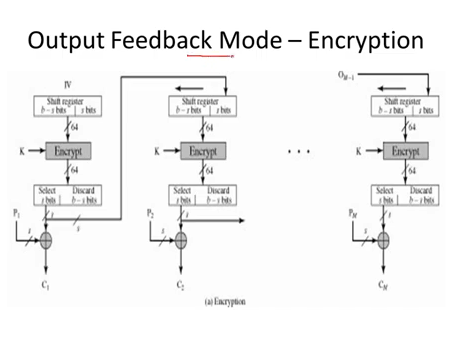 Output Feedback Mode – Encryption
IV
Shift register
b – s bits | s bits
64
K
Encrypt
64
Select Discard
s bits | b – s bits
P1
s
s
s
C1
Shift register
b – s bits | s bits
64
K
Encrypt
64
Select Discard
s bits | b – s bits
P2
s
s
C2
. . .
OM–1
Shift register
b – s bits | s bits
64
K
Encrypt
64
Select Discard
s bits | b – s bits
PM
s
s
CM
(a) Encryption